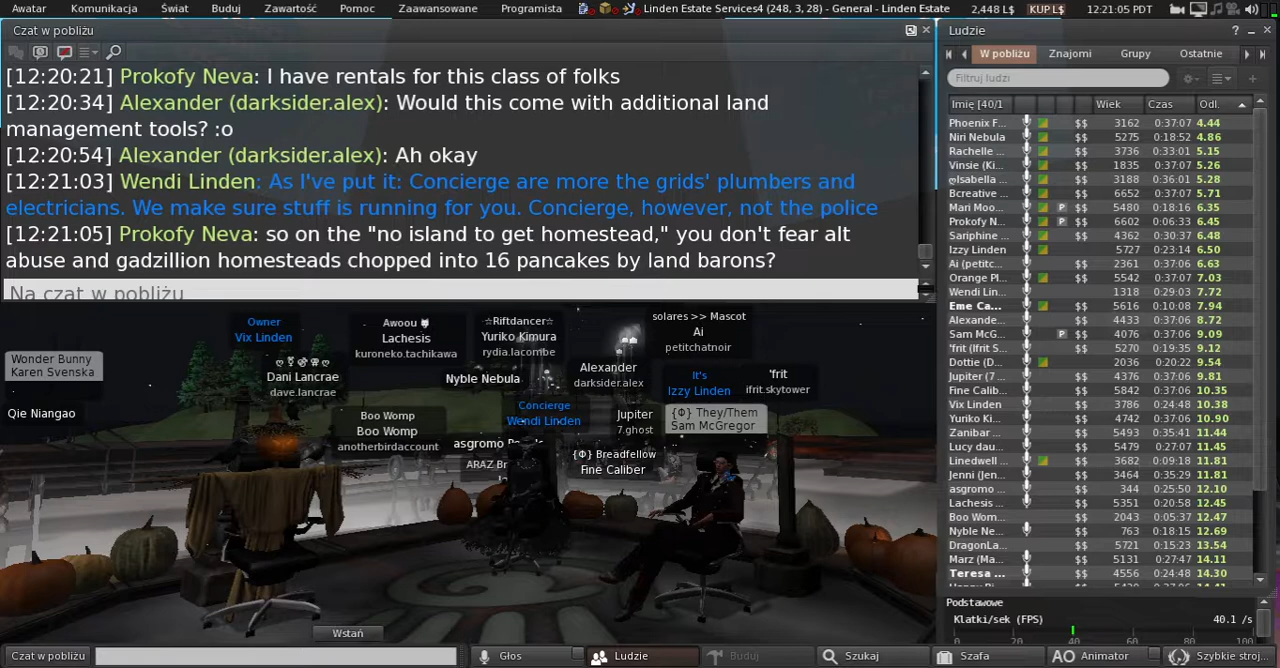 Awatar Komunikacja Świat Buduj Zawartość Pomoc Zaawansowane Programista Linden Estate Services4 (248, 3, 28) - General - Linden Estate 2,448 L$ KUP L$ 12:21:05 PDT
Czat w pobliżu
[12:20:21] Prokofy Neva: I have rentals for this class of folks
[12:20:34] Alexander (darksider.alex): Would this come with additional land
management tools? :o
[12:20:54] Alexander (darksider.alex): Ah okay
[12:21:03] Wendi Linden: As I've put it: Concierge are more the grids' plumbers and
electricians. We make sure stuff is running for you. Concierge, however, not the police
[12:21:05] Prokofy Neva: so on the "no island to get homestead," you don't fear alt
abuse and gadzillion homesteads chopped into 16 pancakes by land barons?
Na czat w pobliżu
Owner
Vix Linden
Awoou
Lachesis
kuroneko.tachikawa
☆Riftdancer☆
Yuriko Kimura
rydia.lacombe
solares >> Mascot
Ai
petitchatnoir
Wonder Bunny
Karen Svenska
Dani Lancrae
dave.lancrae
Nyble Nebula
Alexander
darksider.alex
It's
Izzy Linden
'frit
ifrit.skytower
Qie Niangao
Boo Womp
Boo Womp
anotherbirdaccount
Concierge
Wendi Linden
Jupiter
7.ghost
{Φ} They/Them
Sam McGregor
asgromo
ARAZ
{Φ} Breadfellow
Fine Caliber
Wstań
Ludzie
W pobliżu Znajomi Grupy Ostatnie
Filtruj ludzi
Imię [40/1 Wiek Czas Odl.
Phoenix F... $$ 3162 0:37:07 4.44
Niri Nebula $$ 5275 0:18:52 4.86
Rachelle ... $$ 3736 0:33:01 5.15
Vinsie (Ki... $$ 1835 0:37:07 5.26
ღIsabella ... $$ 3188 0:36:01 5.28
Bcreative ... $$ 6652 0:37:07 5.71
Mari Moo... P $$ 5480 0:18:16 6.35
Prokofy N... P $$ 6602 0:06:33 6.45
Sariphine ... $$ 4362 0:30:37 6.48
Izzy Linden 5727 0:23:14 6.50
Ai (petitc... $$ 2361 0:37:06 6.63
Orange Pl... $$ 5542 0:37:07 7.03
Wendi Lin... 1318 0:29:03 7.72
Eme Ca... $$ 5616 0:10:08 7.94
Alexande... $$ 4433 0:37:06 8.72
Sam McG... P $$ 4076 0:37:06 9.09
'frit (Ifrit S... $$ 5270 0:19:35 9.12
Dottie (D... 2036 0:20:22 9.54
Jupiter (7 ... $$ 4376 0:37:06 9.81
Fine Calib... $$ 5842 0:37:06 10.35
Vix Linden 3786 0:24:48 10.38
Yuriko Ki... $$ 4742 0:37:06 10.90
Zanibar ... $$ 5493 0:35:41 11.44
Lucy dau... $$ 5479 0:27:07 11.45
Linedwell ... $$ 3682 0:09:18 11.81
Jenni (Jen... $$ 3464 0:35:29 11.81
asgromo ... $$ 344 0:25:50 12.10
Lachesis ... $$ 5351 0:20:58 12.45
Boo Wom... $$ 2043 0:05:37 12.47
Nyble Ne... $$ 763 0:18:15 12.69
DragonLa... $$ 5721 0:15:23 13.54
Marz (Ma... $$ 5131 0:27:47 14.11
Teresa ... $$ 4556 0:24:48 14.30
Podstawowe
Klatki/sek (FPS) 40.1 /s
0 20 40 60 80 100
Czat w pobliżu Głos Ludzie Buduj Szukaj Szafa AO Animator Szybkie stroj...